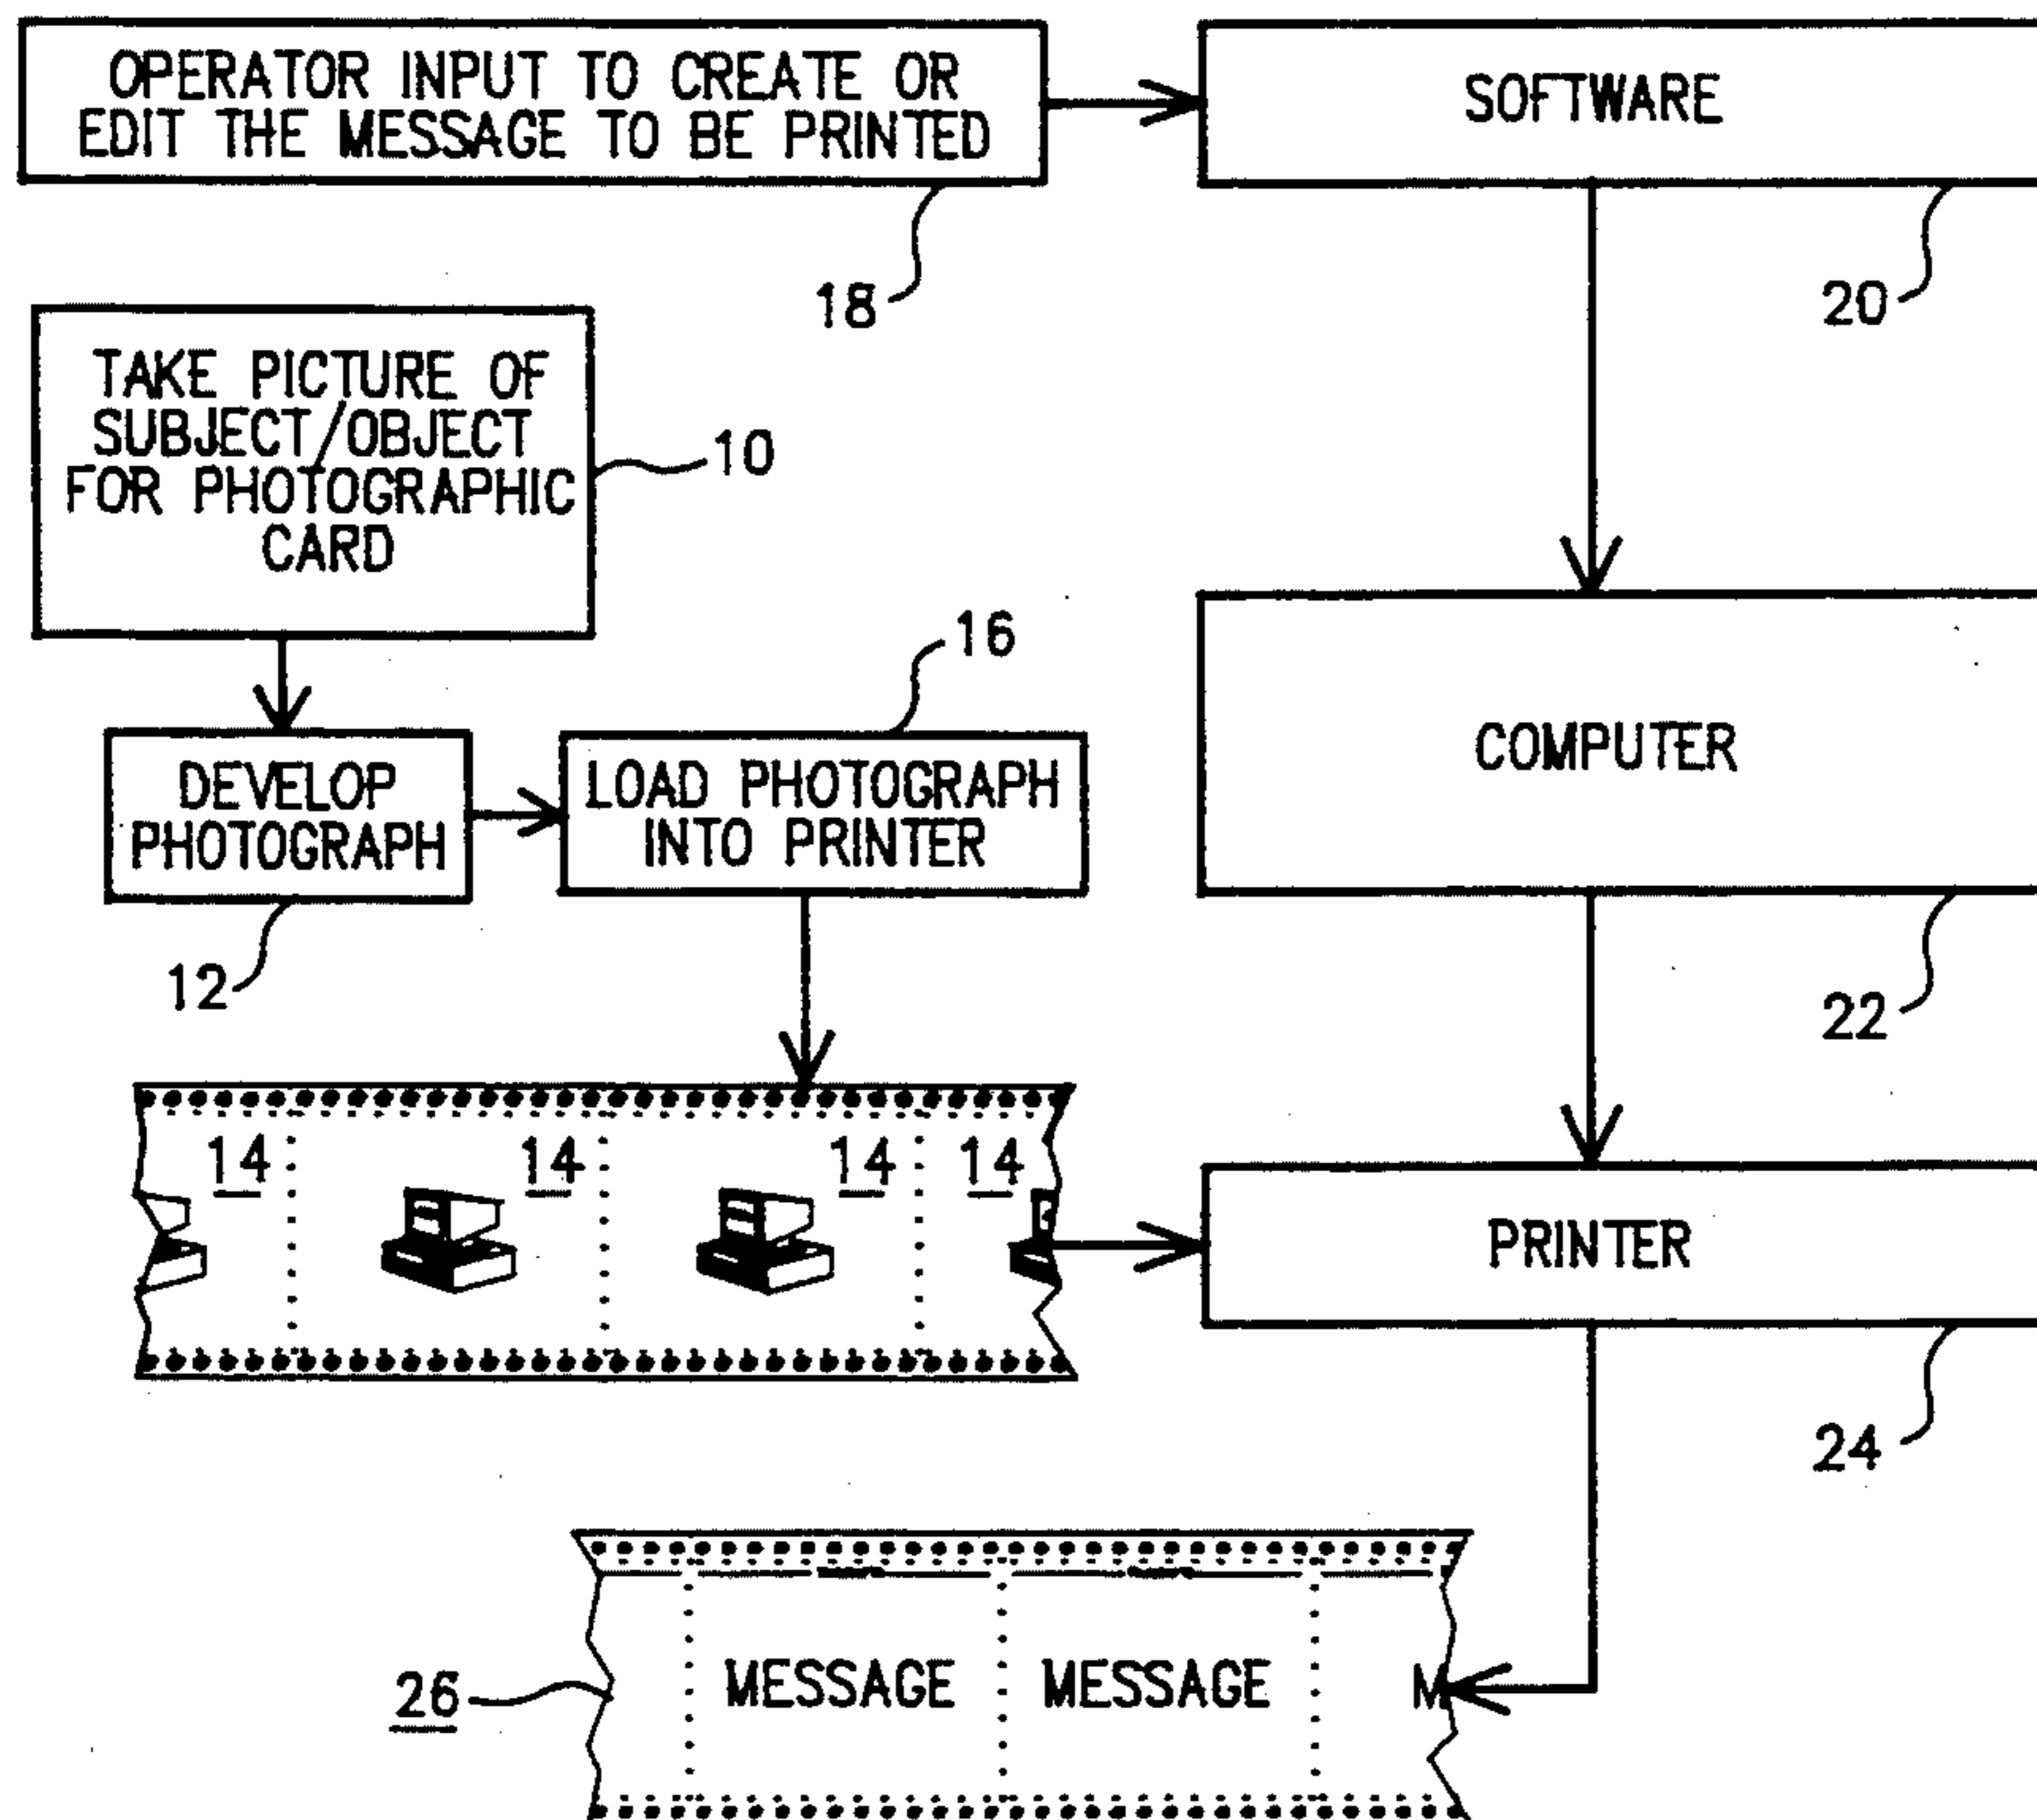 OPERATOR INPUT TO CREATE OR
EDIT THE MESSAGE TO BE PRINTED
SOFTWARE
18
20
TAKE PICTURE OF
SUBJECT/OBJECT
FOR PHOTOGRAPHIC
CARD
10
16
COMPUTER
DEVELOP
PHOTOGRAPH
LOAD PHOTOGRAPH
INTO PRINTER
12
22
14 14 14 14
PRINTER
24
26
MESSAGE MESSAGE M